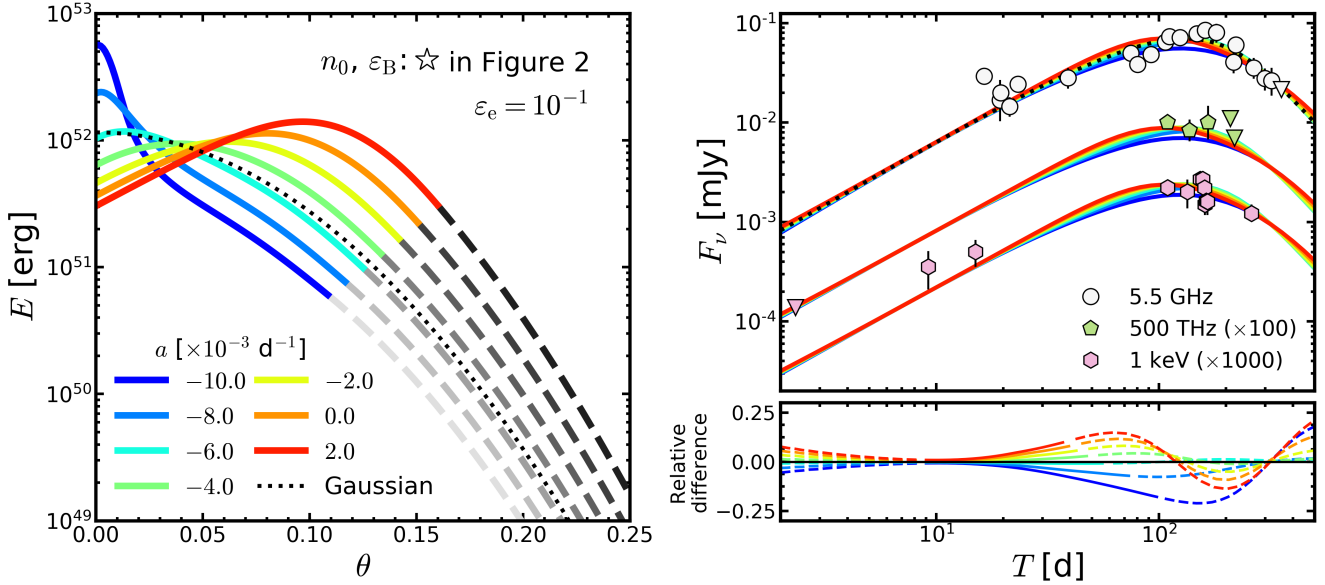 10^53
10^52
10^51
10^50
10^49
E [erg]
n_0, ε_B: ☆ in Figure 2
ε_e = 10^−1
a [×10^−3 d^−1]
−10.0
−8.0
−6.0
−4.0
−2.0
0.0
2.0
Gaussian
0.00 0.05 0.10 0.15 0.20 0.25
θ
10^−1
10^−2
10^−3
10^−4
F_ν [mJy]
5.5 GHz
500 THz (×100)
1 keV (×1000)
0.25
0.00
−0.25
Relative
difference
10^1 10^2
T [d]